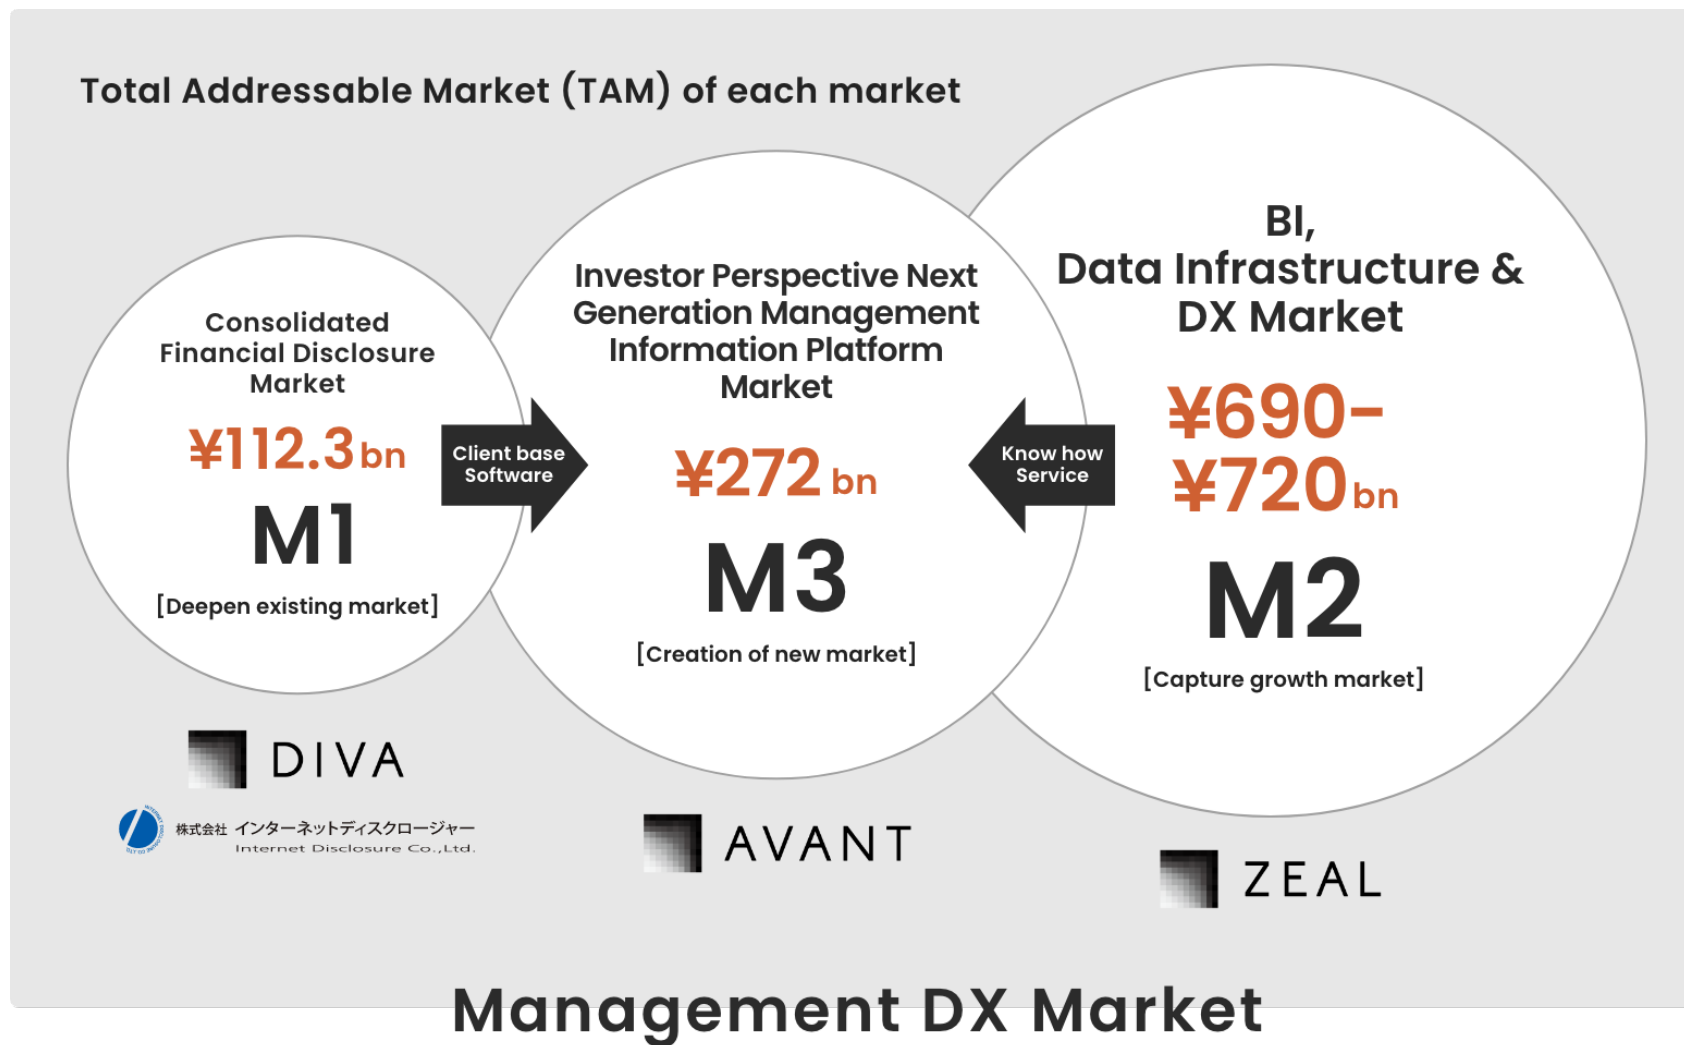 Total Addressable Market (TAM) of each market
Consolidated
Financial Disclosure
Market
¥112.3 bn
M1
[Deepen existing market]
Client base
Software
Investor Perspective Next
Generation Management
Information Platform
Market
¥272 bn
M3
[Creation of new market]
Know how
Service
BI,
Data Infrastructure &
DX Market
¥690-
¥720 bn
M2
[Capture growth market]
DIVA
株式会社 インターネットディスクロージャー
Internet Disclosure Co.,Ltd.
AVANT
ZEAL
Management DX Market